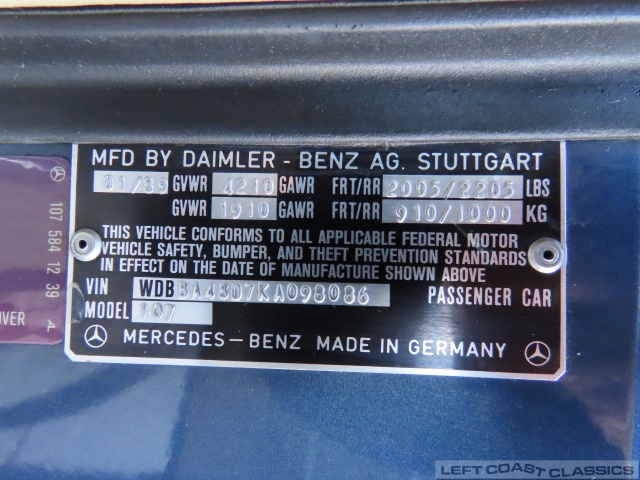 MFD BY DAIMLER - BENZ AG. STUTTGART
01/89 GVWR 4210 GAWR FRT/RR 2005/2205 LBS
GVWR 1910 GAWR FRT/RR 910/1000 KG
THIS VEHICLE CONFORMS TO ALL APPLICABLE FEDERAL MOTOR
VEHICLE SAFETY, BUMPER, AND THEFT PREVENTION STANDARDS
IN EFFECT ON THE DATE OF MANUFACTURE SHOWN ABOVE
VIN WDBBA48D7KA098086 PASSENGER CAR
MODEL 107
MERCEDES-BENZ MADE IN GERMANY
107 584 12 39
OVER A
LEFT COAST CLASSICS